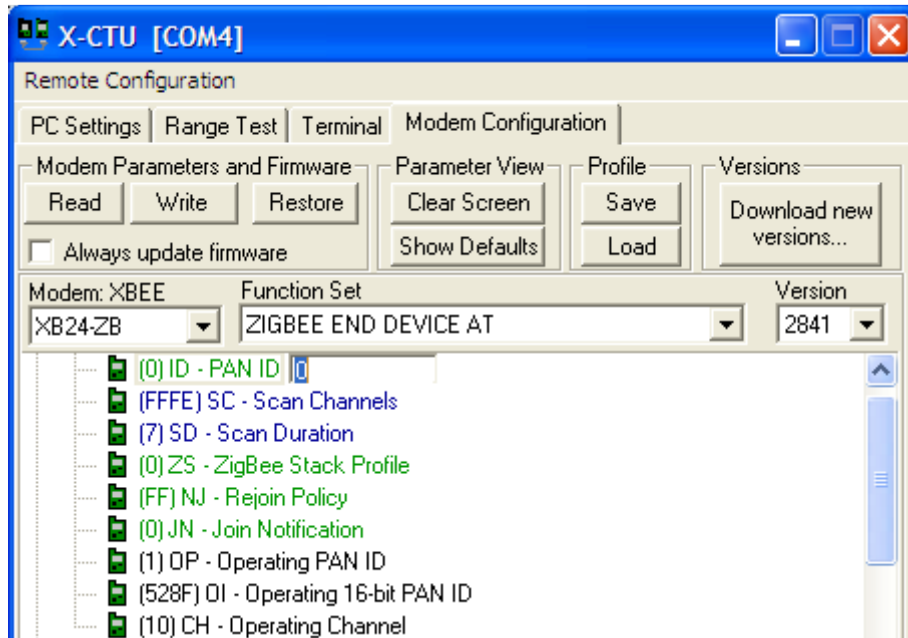 X-CTU [COM4]
Remote Configuration
PC Settings Range Test Terminal Modem Configuration
Modem Parameters and Firmware Parameter View Profile Versions
Read Write Restore Clear Screen Save Download new versions...
Always update firmware Show Defaults Load
Modem: XBEE Function Set Version
XB24-ZB ZIGBEE END DEVICE AT 2841
(0) ID - PAN ID 0
(FFFE) SC - Scan Channels
(7) SD - Scan Duration
(0) ZS - ZigBee Stack Profile
(FF) NJ - Rejoin Policy
(0) JN - Join Notification
(1) OP - Operating PAN ID
(528F) OI - Operating 16-bit PAN ID
(10) CH - Operating Channel